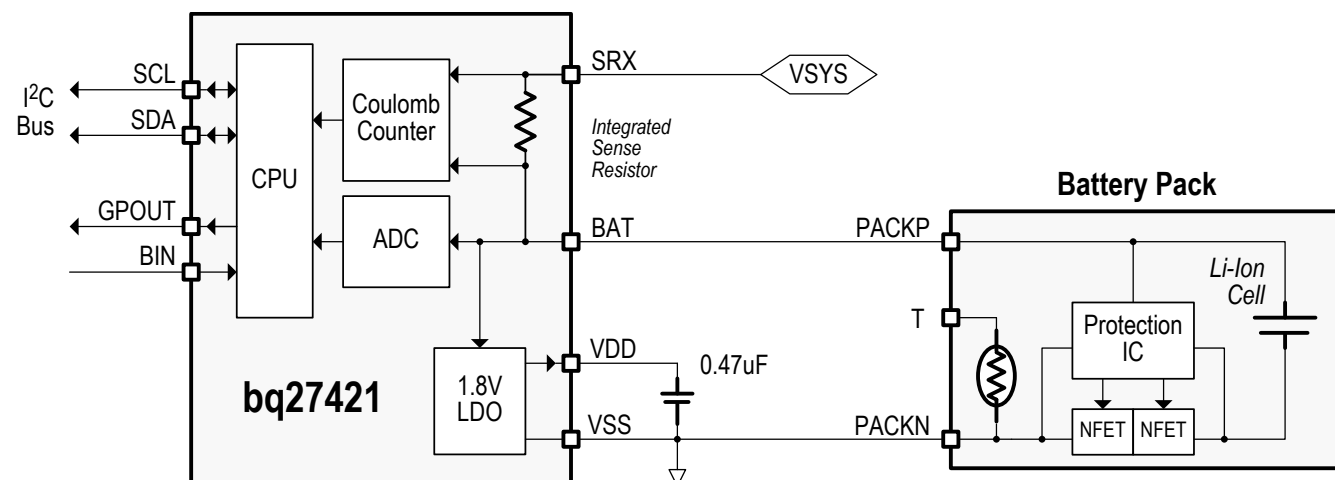 SCL
I²C
Bus
SDA
GPOUT
BIN
CPU
Coulomb
Counter
ADC
1.8V
LDO
bq27421
SRX
VSYS
Integrated
Sense
Resistor
BAT
VDD
0.47uF
VSS
Battery Pack
PACKP
T
PACKN
Li-Ion
Cell
Protection
IC
NFET
NFET